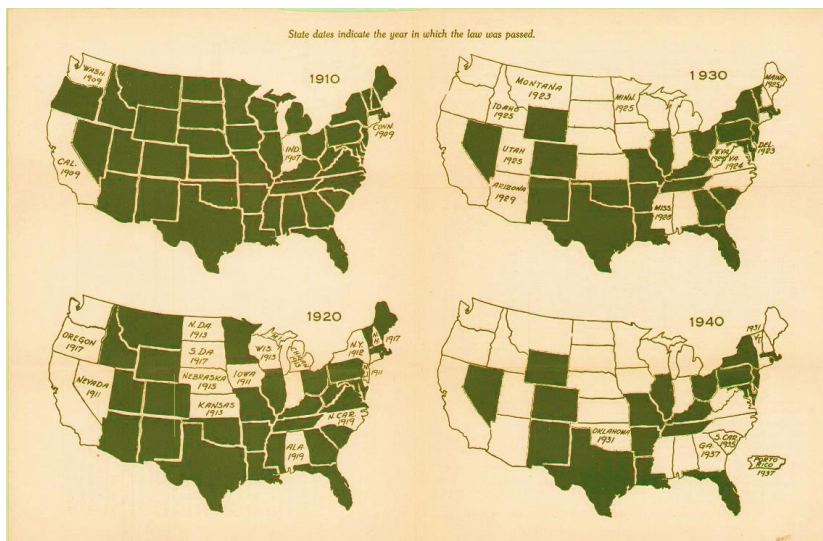 State dates indicate the year in which the law was passed.
1910
WASH.
1909
CAL.
1909
IND.
1907
CONN.
1909
1930
MONTANA
1923
IDAHO
1925
UTAH
1925
ARIZONA
1929
MINN.
1925
MISS.
1928
MAINE
1925
DEL.
1923
VA.
1924
1920
OREGON
1917
NEVADA
1911
N. DA
1913
S. DA
1917
NEBRASKA
1915
KANSAS
1913
IOWA
1911
WIS.
1913
N.Y.
1912
N.H.
1917
N.J.
1911
N. CAR.
1919
ALA.
1919
1940
1931
VT.
OKLAHOMA
1931
GA.
1937
S. CAR.
1935
PORTO
RICO
1937